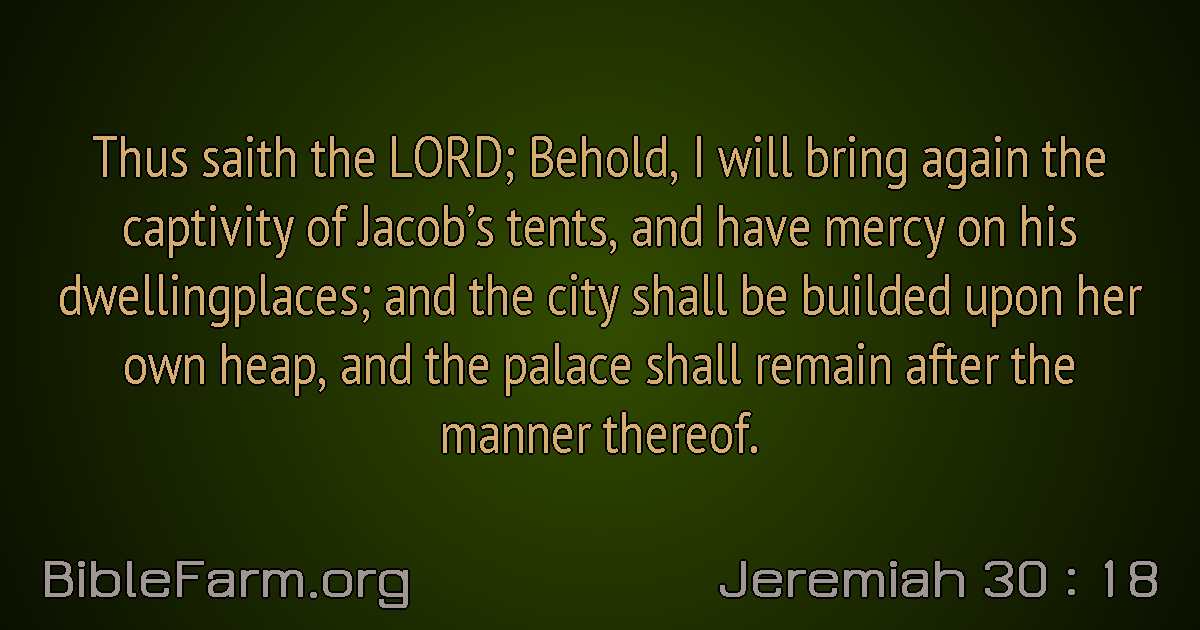 Thus saith the LORD; Behold, I will bring again the
captivity of Jacob’s tents, and have mercy on his
dwellingplaces; and the city shall be builded upon her
own heap, and the palace shall remain after the
manner thereof.
BibleFarm.org
Jeremiah 30 : 18